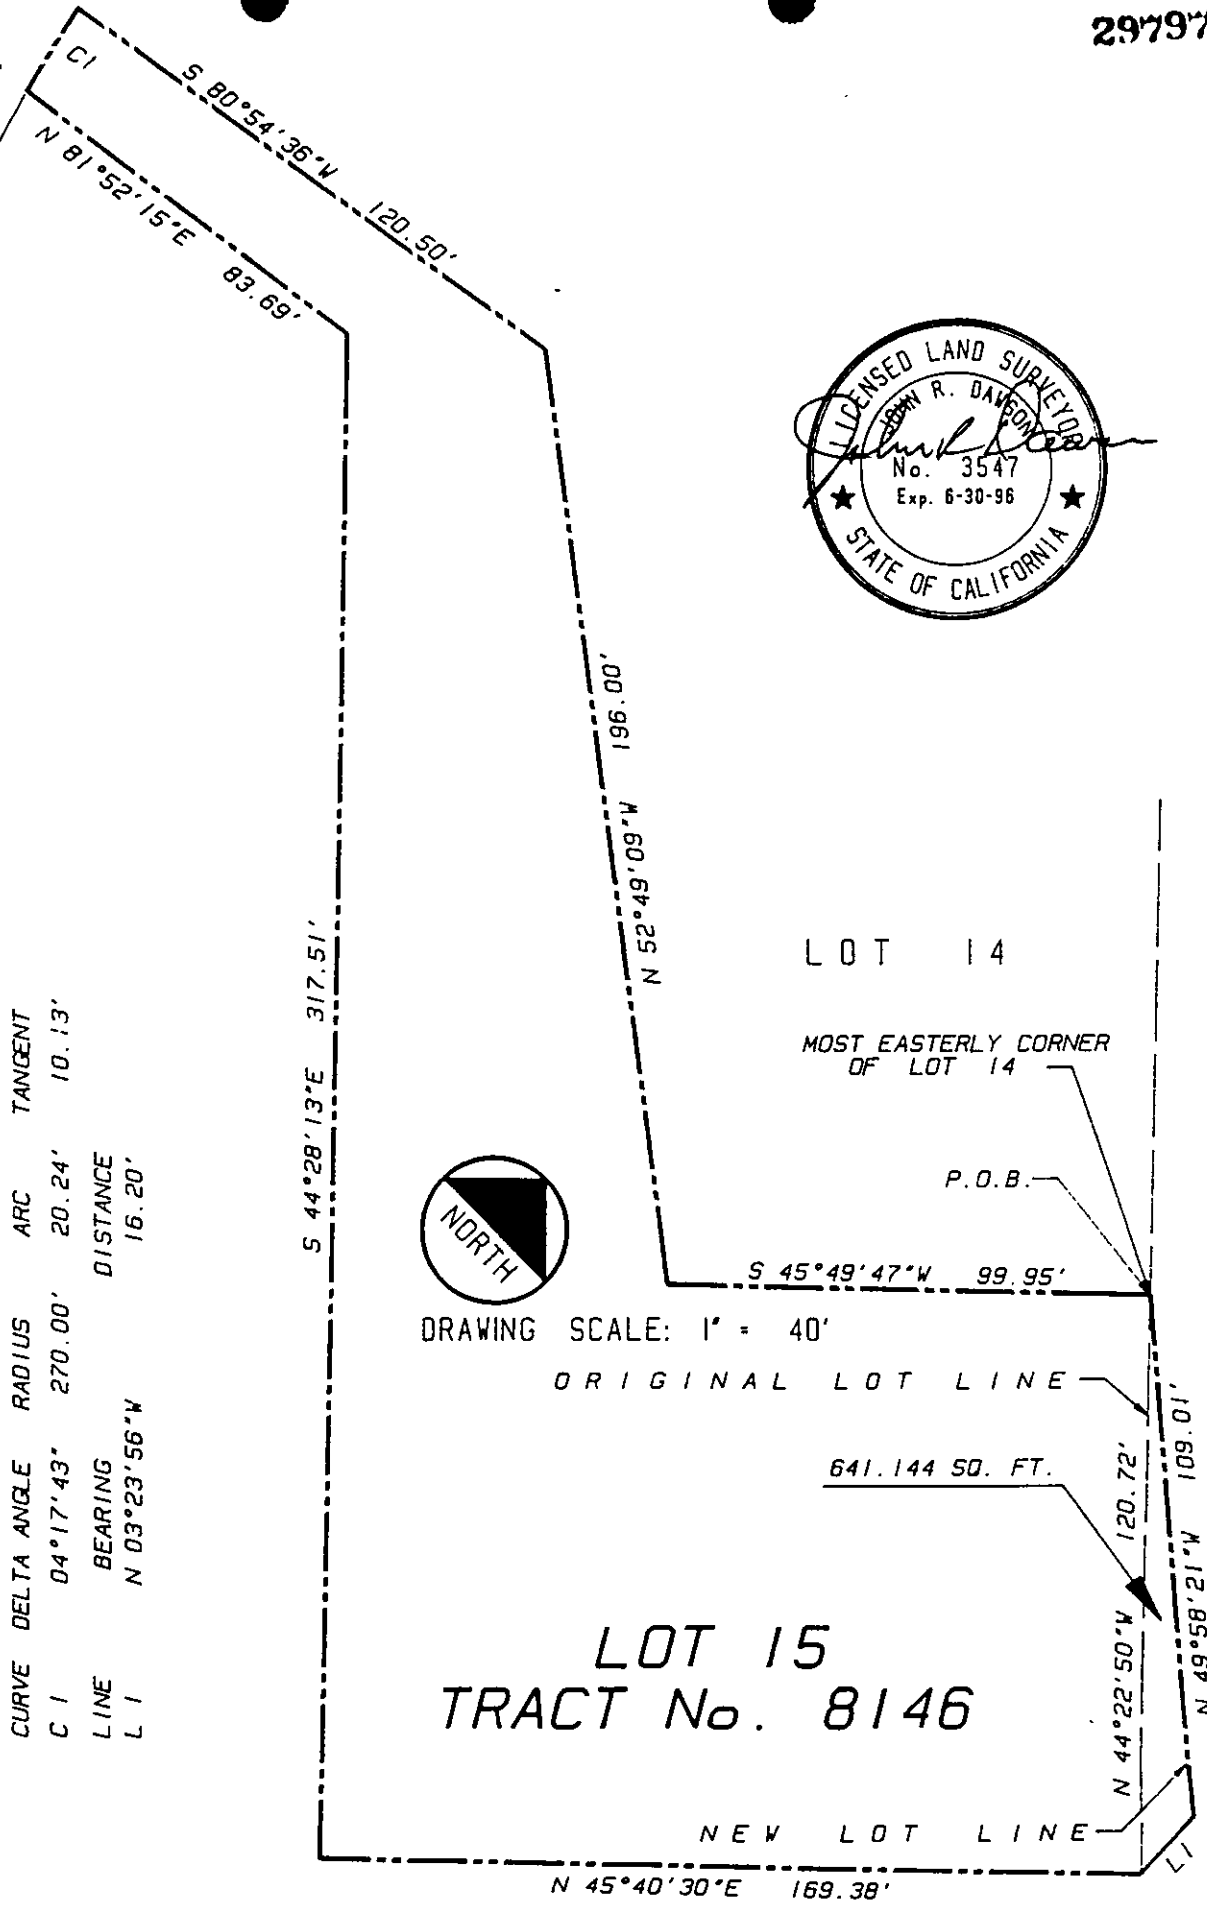 29797
C1
S 80°54'36"W 120.50'
N 81°52'15"E 83.69'
LICENSED LAND SURVEYOR
JOHN R. DAWSON
No. 3547
Exp. 6-30-96
STATE OF CALIFORNIA
N 52°49'09"W 196.00'
S 44°28'13"E 317.51'
LOT 14
MOST EASTERLY CORNER
OF LOT 14
P.O.B.
NORTH
S 45°49'47"W 99.95'
DRAWING SCALE: 1" = 40'
ORIGINAL LOT LINE
641.144 SQ. FT.
N 44°22'50"W 120.72'
N 49°58'21"W 109.01'
LOT 15
TRACT No. 8146
NEW LOT LINE
L1
N 45°40'30"E 169.38'
CURVE DELTA ANGLE RADIUS ARC TANGENT
C 1 04°17'43" 270.00' 20.24' 10.13'
LINE BEARING DISTANCE
L 1 N 03°23'56"W 16.20'